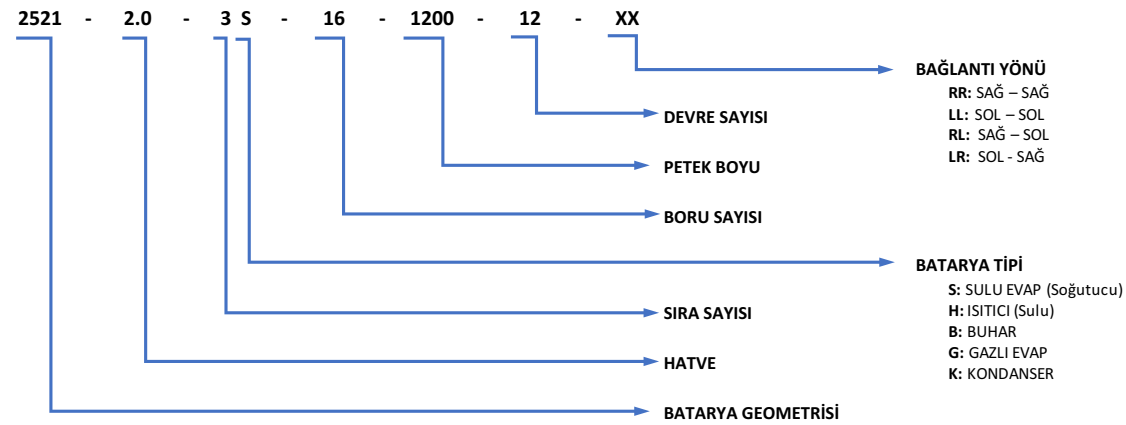 2521 - 2.0 - 3 S - 16 - 1200 - 12 - XX
BAĞLANTI YÖNÜ
RR: SAĞ – SAĞ
LL: SOL – SOL
RL: SAĞ – SOL
LR: SOL - SAĞ
DEVRE SAYISI
PETEK BOYU
BORU SAYISI
BATARYA TİPİ
S: SULU EVAP (Soğutucu)
H: ISITICI (Sulu)
B: BUHAR
G: GAZLI EVAP
K: KONDANSER
SIRA SAYISI
HATVE
BATARYA GEOMETRİSİ